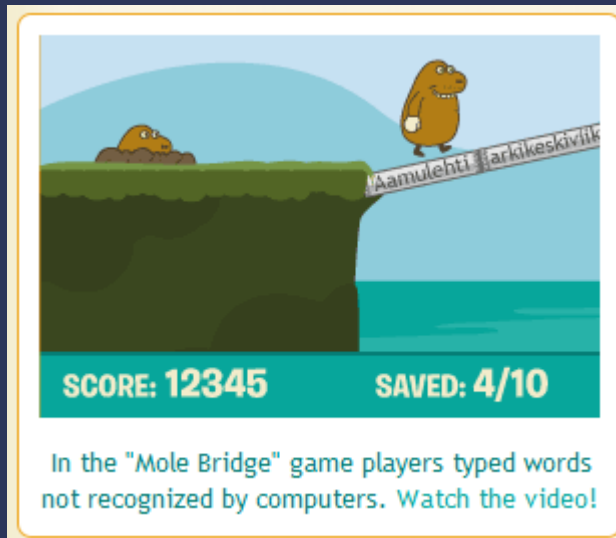 Aamulehti arkikeskivlik
SCORE: 12345 SAVED: 4/10
In the "Mole Bridge" game players typed words
not recognized by computers. Watch the video!